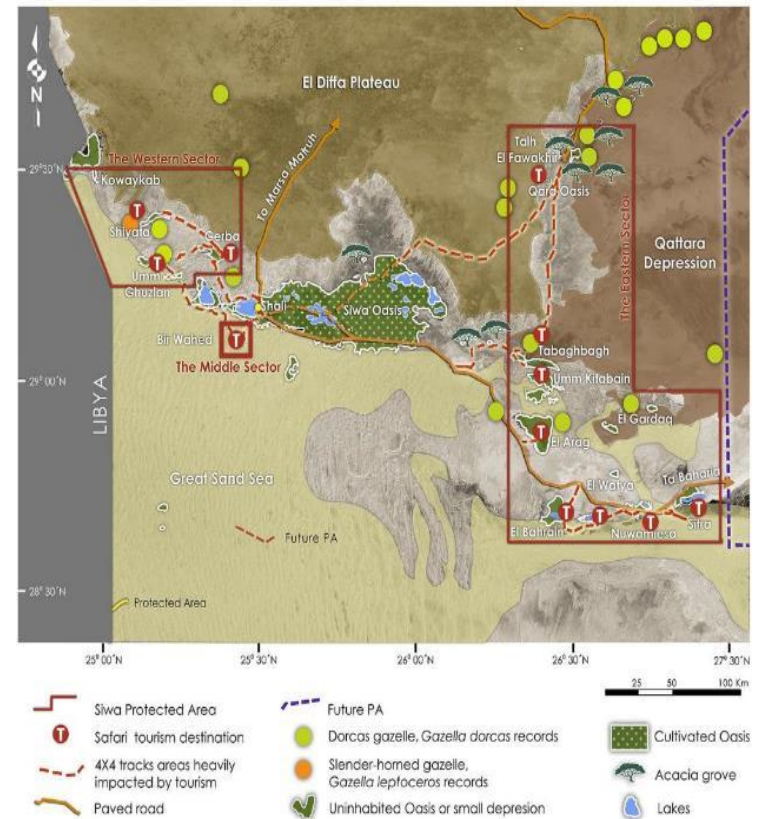 N
El Diffa Plateau
To Marsa Matruh
29° 30'N
The Western Sector
Kowaykab
Talh
El Fawakhir
Qara Oasis
Shiyata
Gerba
Umm
Ghuzlan
Qattara
Depression
The Eastern Sector
Shali
Siwa Oasis
Bir Wahed
The Middle Sector
Tabaghbagh
29° 00'N
Umm Kitabain
LIBYA
El Gardaq
El Arag
Great Sand Sea
El Watya
To Baharia
El Bahrain
Nuwamiesa
Sitra
Future PA
28° 30'N
Protected Area
25° 00'N
25° 30'N
26° 00'N
26° 30'N
27° 30'N
25 50 100 Km
Siwa Protected Area
Safari tourism destination
4X4 tracks areas heavily
impacted by tourism
Paved road
Future PA
Dorcas gazelle, Gazella dorcas records
Slender-horned gazelle,
Gazella leptoceros records
Uninhabited Oasis or small depresion
Cultivated Oasis
Acacia grove
Lakes